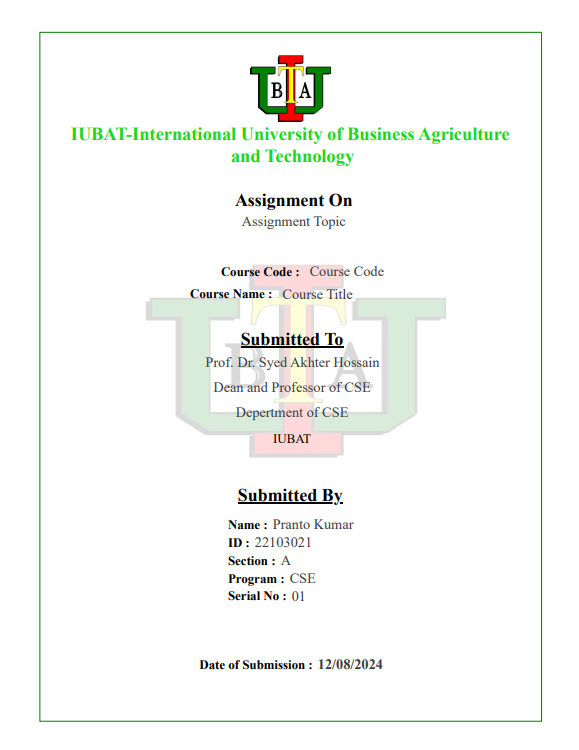 B I A
IUBAT-International University of Business Agriculture
and Technology
Assignment On
Assignment Topic
Course Code : Course Code
Course Name : Course Title
Submitted To
Prof. Dr. Syed Akhter Hossain
Dean and Professor of CSE
Depertment of CSE
IUBAT
Submitted By
Name : Pranto Kumar
ID : 22103021
Section : A
Program : CSE
Serial No : 01
Date of Submission : 12/08/2024